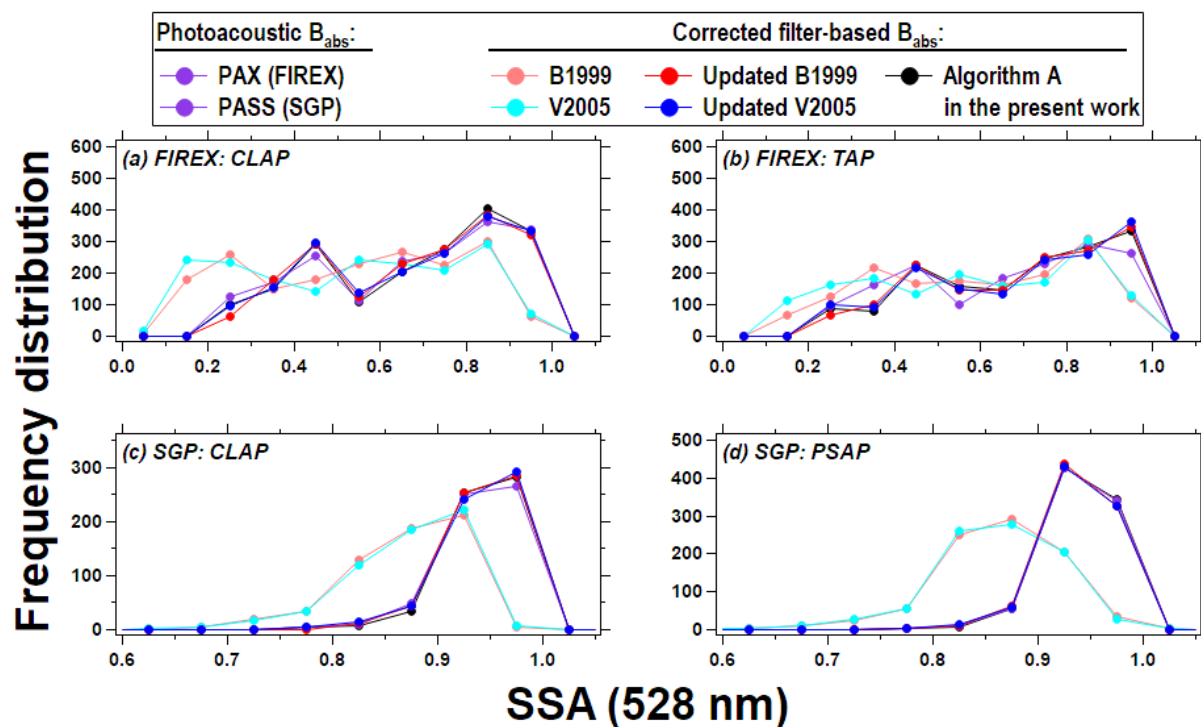 Photoacoustic Babs:
Corrected filter-based Babs:
PAX (FIREX)
B1999
Updated B1999
Algorithm A
PASS (SGP)
V2005
Updated V2005
in the present work
Frequency distribution
(a) FIREX: CLAP
600
500
400
300
200
100
0
0.0 0.2 0.4 0.6 0.8 1.0
(b) FIREX: TAP
600
500
400
300
200
100
0
0.0 0.2 0.4 0.6 0.8 1.0
(c) SGP: CLAP
300
200
100
0
0.6 0.7 0.8 0.9 1.0
(d) SGP: PSAP
500
400
300
200
100
0
0.6 0.7 0.8 0.9 1.0
SSA (528 nm)